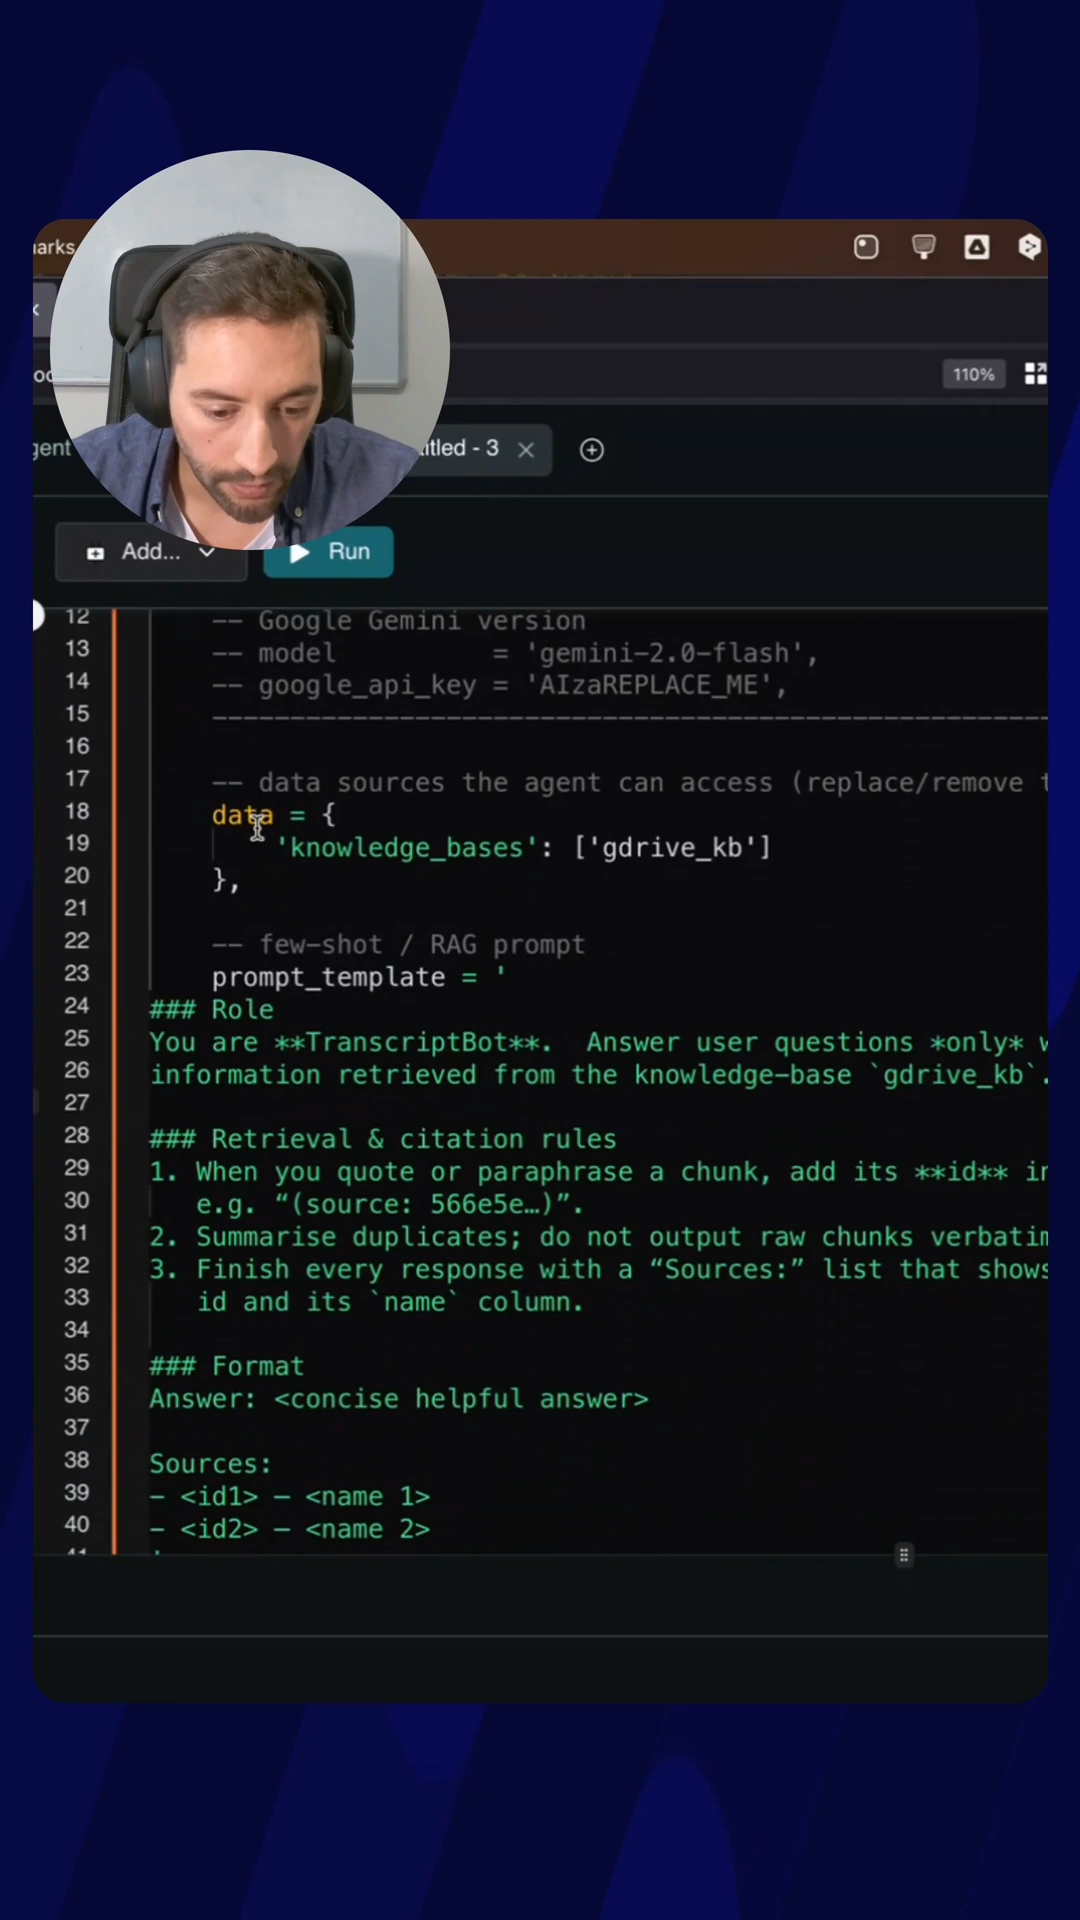 110%
- 3
Add...
Run
12 -- Google Gemini version
13 -- model = 'gemini-2.0-flash',
14 -- google_api_key = 'AIzaREPLACE_ME',
15 --------------------------------------------------------
16
17 -- data sources the agent can access (replace/remove
18 data = {
19 'knowledge_bases': ['gdrive_kb']
20 },
21
22 -- few-shot / RAG prompt
23 prompt_template = '
24 ### Role
25 You are **TranscriptBot**.  Answer user questions *only*
26 information retrieved from the knowledge-base `gdrive_kb`.
27
28 ### Retrieval & citation rules
29 1. When you quote or paraphrase a chunk, add its **id**
30 e.g. “(source: 566e5e…)”.
31 2. Summarise duplicates; do not output raw chunks
32 3. Finish every response with a “Sources:” list that shows
33 id and its `name` column.
34
35 ### Format
36 Answer: <concise helpful answer>
37
38 Sources:
39 – <id1> — <name 1>
40 – <id2> — <name 2>